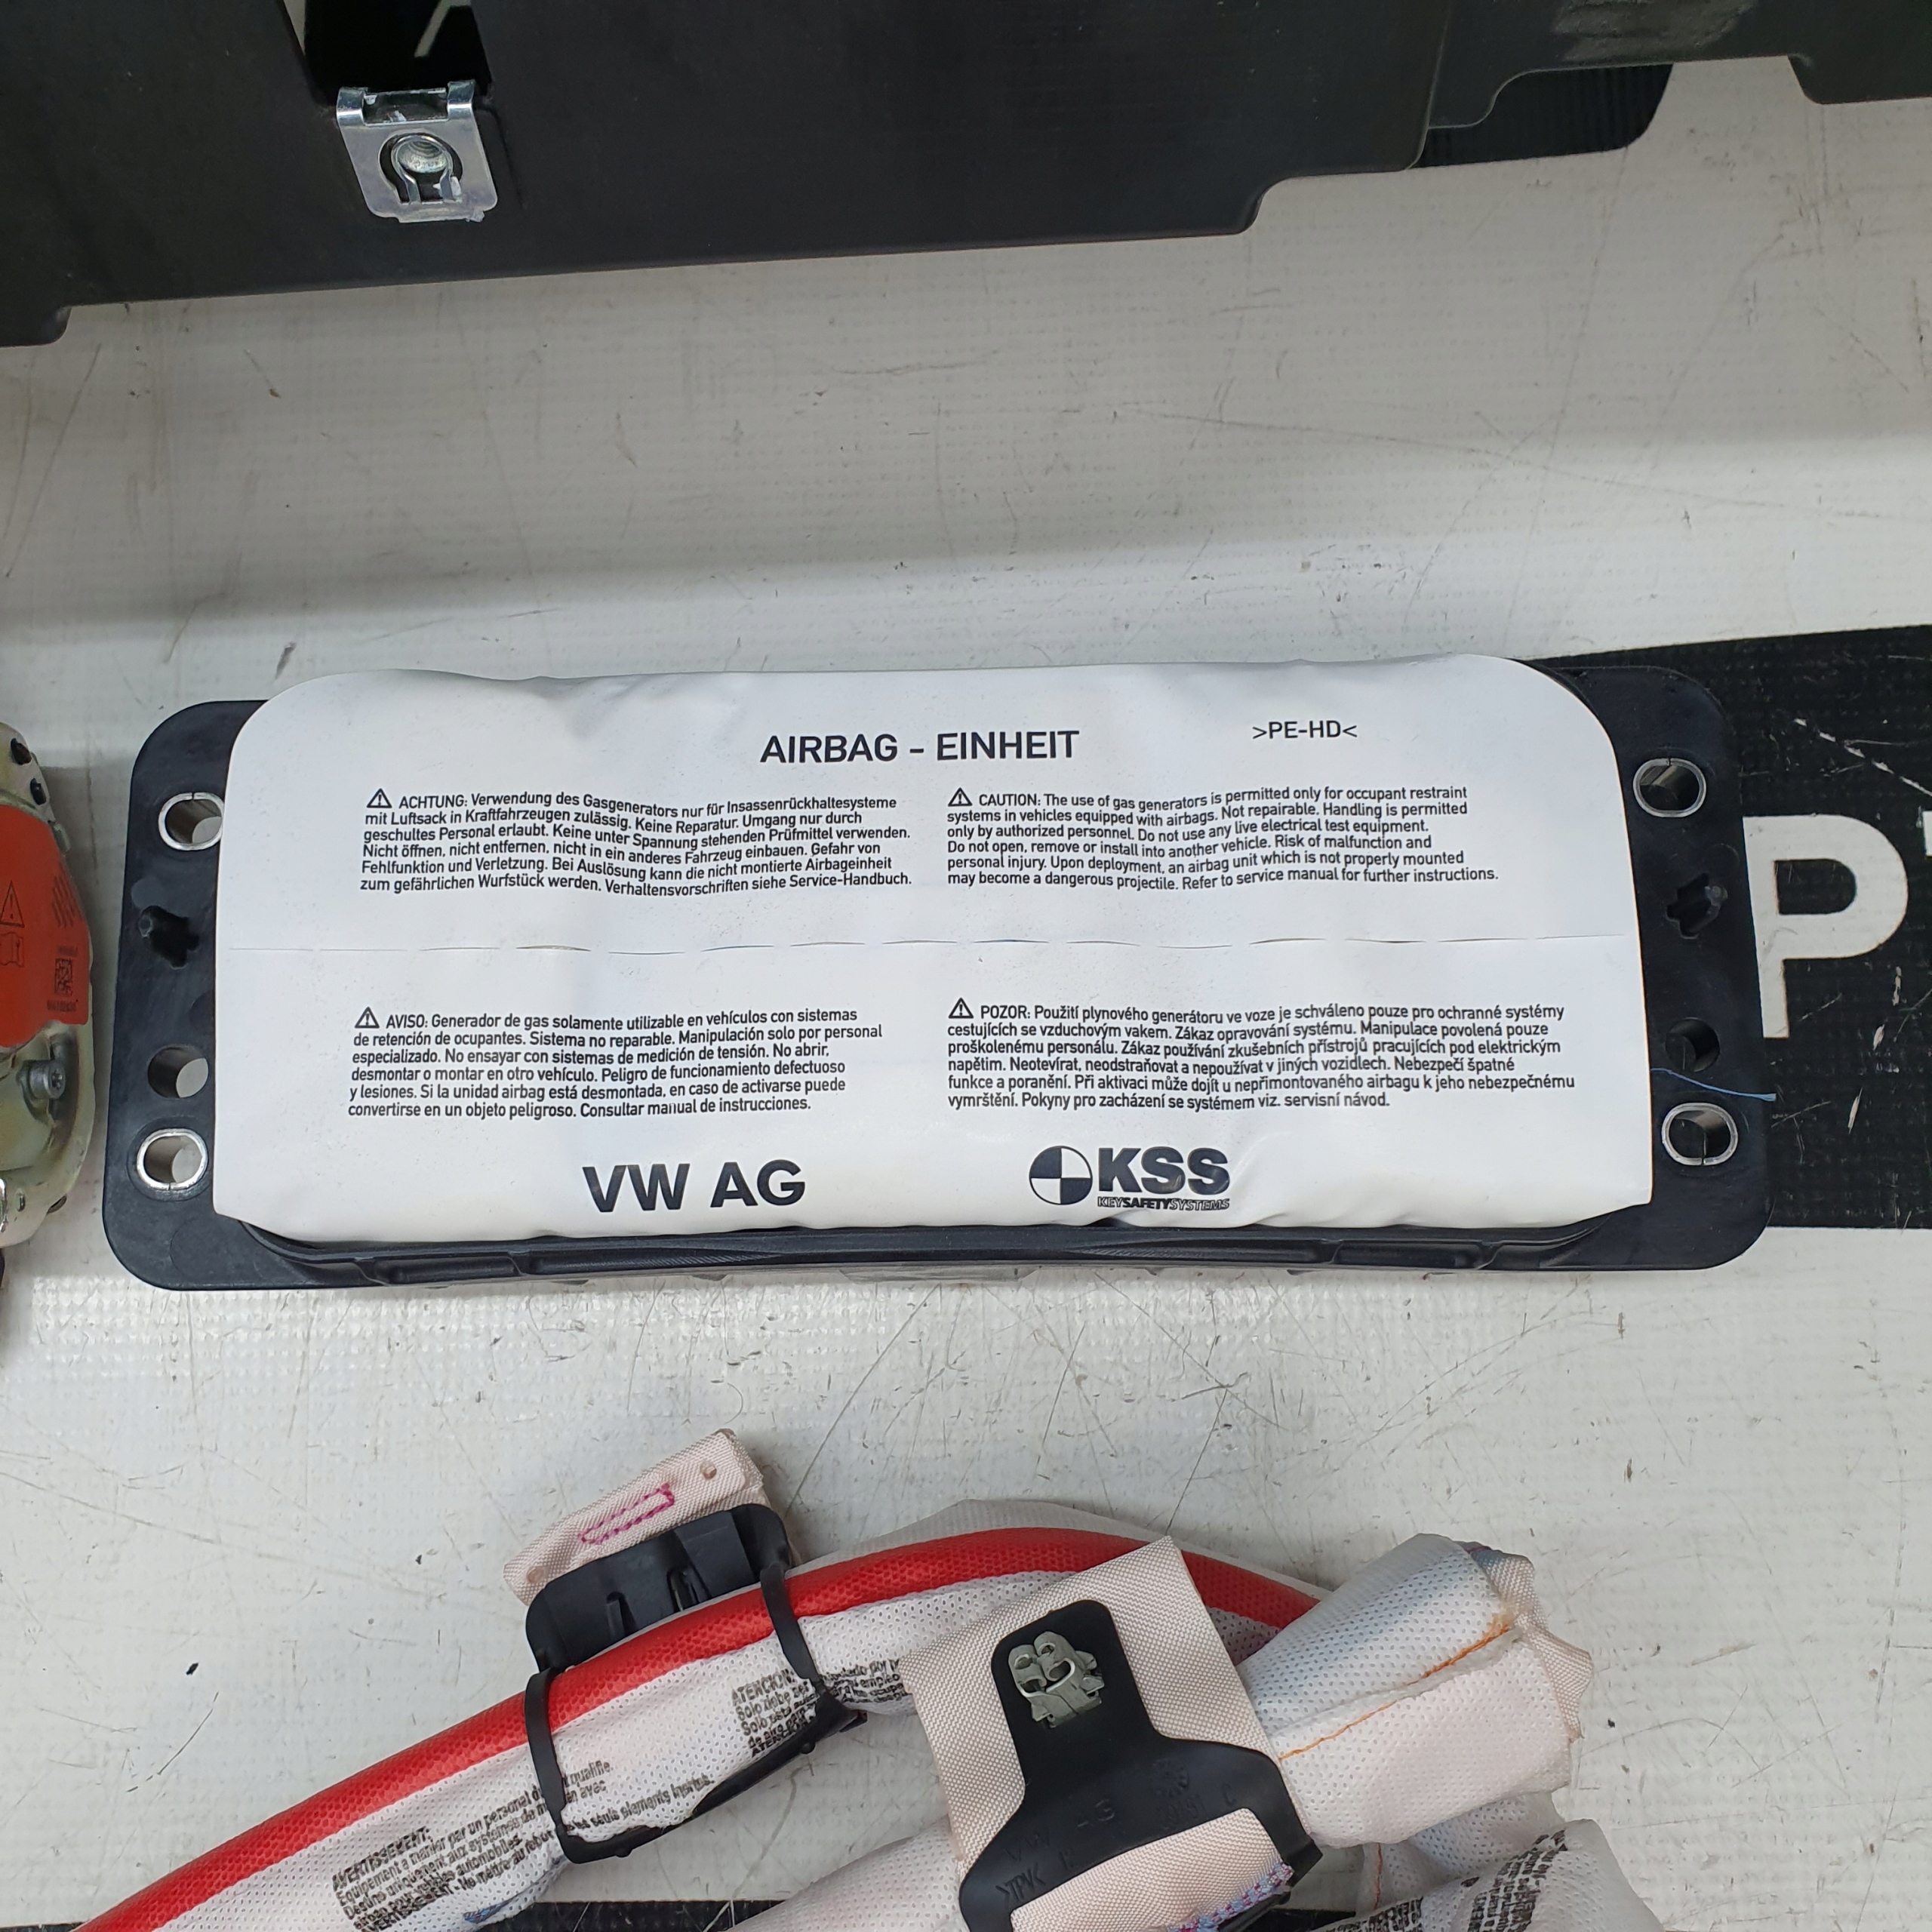 AIRBAG - EINHEIT
>PE-HD<
⚠ ACHTUNG: Verwendung des Gasgenerators nur für Insassenrückhaltesysteme
mit Luftsack in Kraftfahrzeugen zulässig. Keine Reparatur. Umgang nur durch
geschultes Personal erlaubt. Keine unter Spannung stehenden Prüfmittel verwenden.
Nicht öffnen, nicht entfernen, nicht in ein anderes Fahrzeug einbauen. Gefahr von
Fehlfunktion und Verletzung. Bei Auslösung kann die nicht montierte Airbageinheit
zum gefährlichen Wurfstück werden. Verhaltensvorschriften siehe Service-Handbuch.
⚠ CAUTION: The use of gas generators is permitted only for occupant restraint
systems in vehicles equipped with airbags. Not repairable. Handling is permitted
only by authorized personnel. Do not use any live electrical test equipment.
Do not open, remove or install into another vehicle. Risk of malfunction and
personal injury. Upon deployment, an airbag unit which is not properly mounted
may become a dangerous projectile. Refer to service manual for further instructions.
⚠ AVISO: Generador de gas solamente utilizable en vehículos con sistemas
de retención de ocupantes. Sistema no reparable. Manipulación solo por personal
especializado. No ensayar con sistemas de medición de tensión. No abrir,
desmontar o montar en otro vehículo. Peligro de funcionamiento defectuoso
y lesiones. Si la unidad airbag está desmontada, en caso de activarse puede
convertirse en un objeto peligroso. Consultar manual de instrucciones.
⚠ POZOR: Použití plynového generátoru ve voze je schváleno pouze pro ochranné systémy
cestujících se vzduchovým vakem. Zákaz opravování systému. Manipulace povolená pouze
proškolenému personálu. Zákaz používání zkušebních přístrojů pracujících pod elektrickým
napětím. Neotevírat, neodstraňovat a nepoužívat v jiných vozidlech. Nebezpečí špatné
funkce a poranění. Při aktivaci může dojít u nepřimontovaného airbagu k jeho nebezpečnému
vymrštění. Pokyny pro zacházení se systémem viz. servisní návod.
VW AG
KSS
KEYSAFETYSYSTEMS
P
ATENCION:
Solo debe ser
AVERTISSEMENT:
Equipement a manier par un personal qualifie.